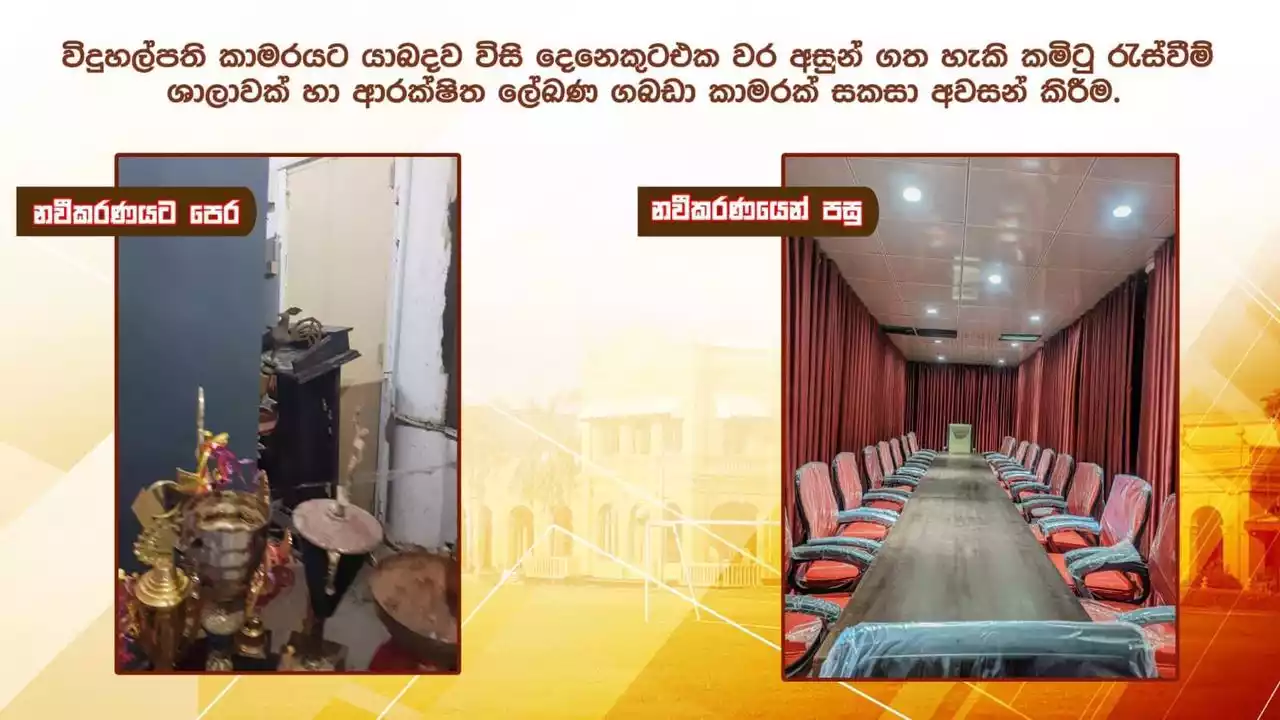 විදුහල්පති කාමරයට යාබදව විසි දෙනෙකුටඑක වර අසුන් ගත හැකි කමිටු රැස්වීම්
ශාලාවක් හා ආරක්ෂිත ලේඛණ ගබඩා කාමරක් සකසා අවසන් කිරීම.
නවීකරණයට පෙර
නවීකරණයෙන් පසු